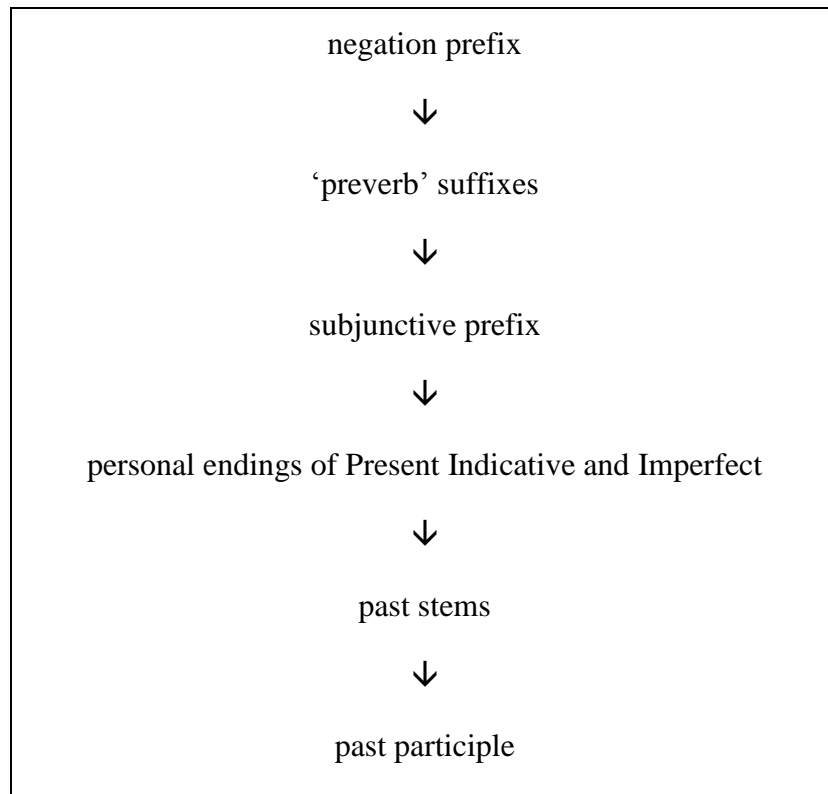 negation prefix
↓
‘preverb’ suffixes
↓
subjunctive prefix
↓
personal endings of Present Indicative and Imperfect
↓
past stems
↓
past participle